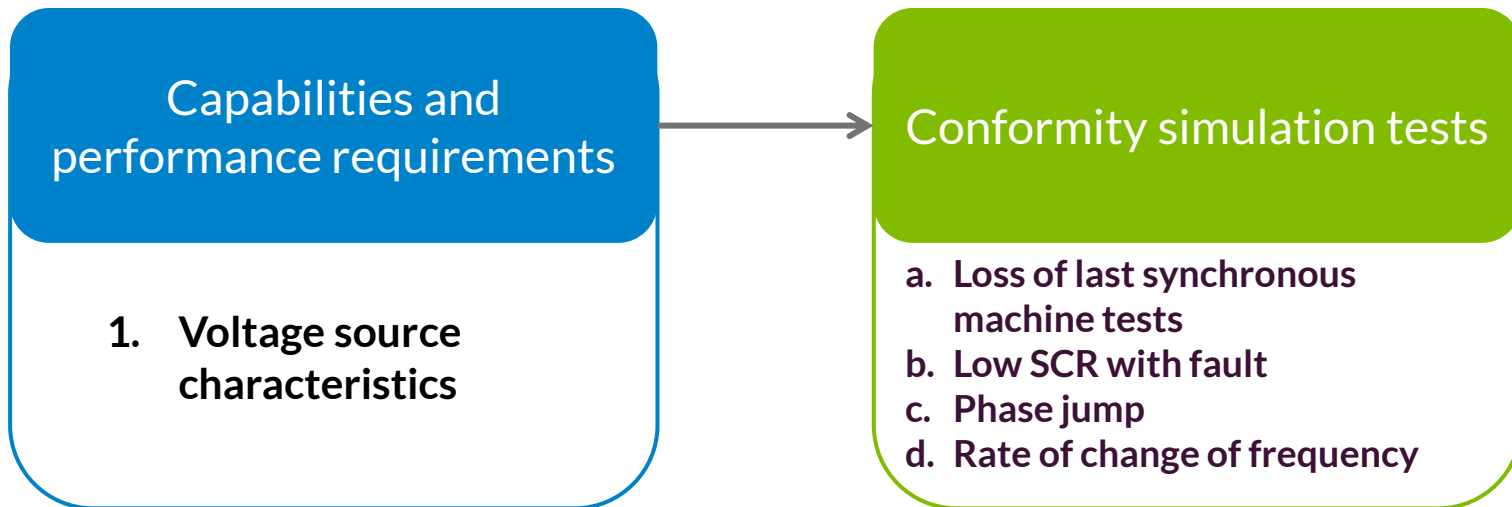 Capabilities and
performance requirements
1. Voltage source
characteristics
Conformity simulation tests
a. Loss of last synchronous
machine tests
b. Low SCR with fault
c. Phase jump
d. Rate of change of frequency